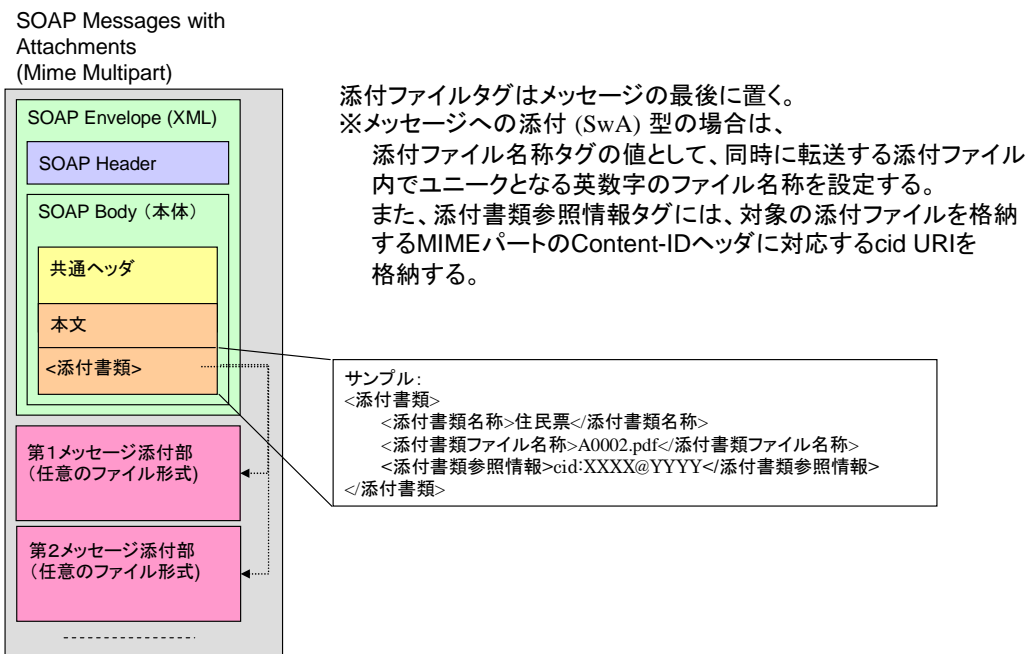 SOAP Messages with
Attachments
(Mime Multipart)
SOAP Envelope (XML)
SOAP Header
SOAP Body（本体）
共通ヘッダ
本文
<添付書類>
第１メッセージ添付部
（任意のファイル形式)
第２メッセージ添付部
（任意のファイル形式)
添付ファイルタグはメッセージの最後に置く。
※メッセージへの添付 (SwA) 型の場合は、
添付ファイル名称タグの値として、同時に転送する添付ファイル
内でユニークとなる英数字のファイル名称を設定する。
また、添付書類参照情報タグには、対象の添付ファイルを格納
するMIMEパートのContent-IDヘッダに対応するcid URIを
格納する。
サンプル：
<添付書類>
<添付書類名称>住民票</添付書類名称>
<添付書類ファイル名称>A0002.pdf</添付書類ファイル名称>
<添付書類参照情報>cid:XXXX@YYYY</添付書類参照情報>
</添付書類>